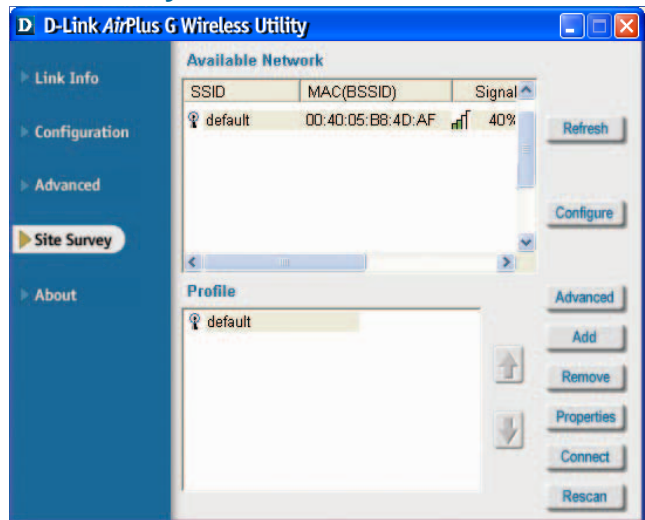 D-Link AirPlus G Wireless Utility
Link Info
Configuration
Advanced
Site Survey
About
Available Network
SSID MAC(BSSID) Signal
default 00:40:05:B8:4D:AF 40%
Refresh
Configure
Profile
default
Advanced
Add
Remove
Properties
Connect
Rescan